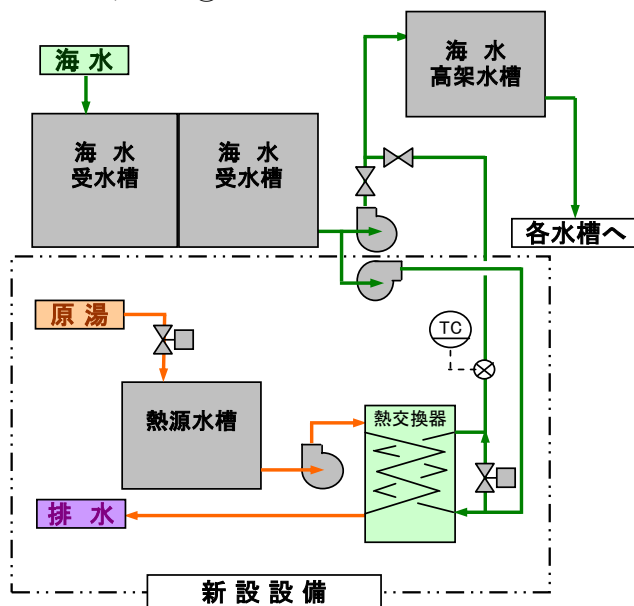 海 水
海 水
高架水槽
海 水
受水槽
海 水
受水槽
各水槽へ
原 湯
TC
熱源水槽
熱交換器
排 水
新 設 設 備